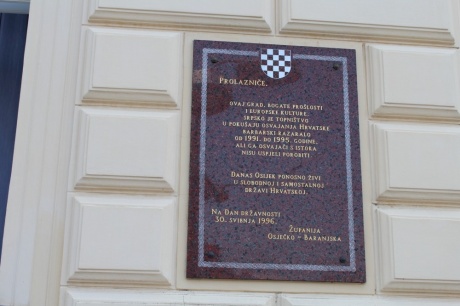 PROLAZNIČE,
OVAJ GRAD, BOGATE PROŠLOSTI
I EUROPSKE KULTURE,
SRPSKO JE TOPNIŠTVO
U POKUŠAJU OSVAJANJA HRVATSKE
BARBARSKI RAZARALO
OD 1991. DO 1995. GODINE,
ALI GA OSVAJAČI S ISTOKA
NISU USPJELI POROBITI.
DANAS OSIJEK PONOSNO ŽIVI
U SLOBODNOJ I SAMOSTALNOJ
DRŽAVI HRVATSKOJ.
NA DAN DRŽAVNOSTI
30. SVIBNJA 1996.
ŽUPANIJA
OSJEČKO - BARANJSKA